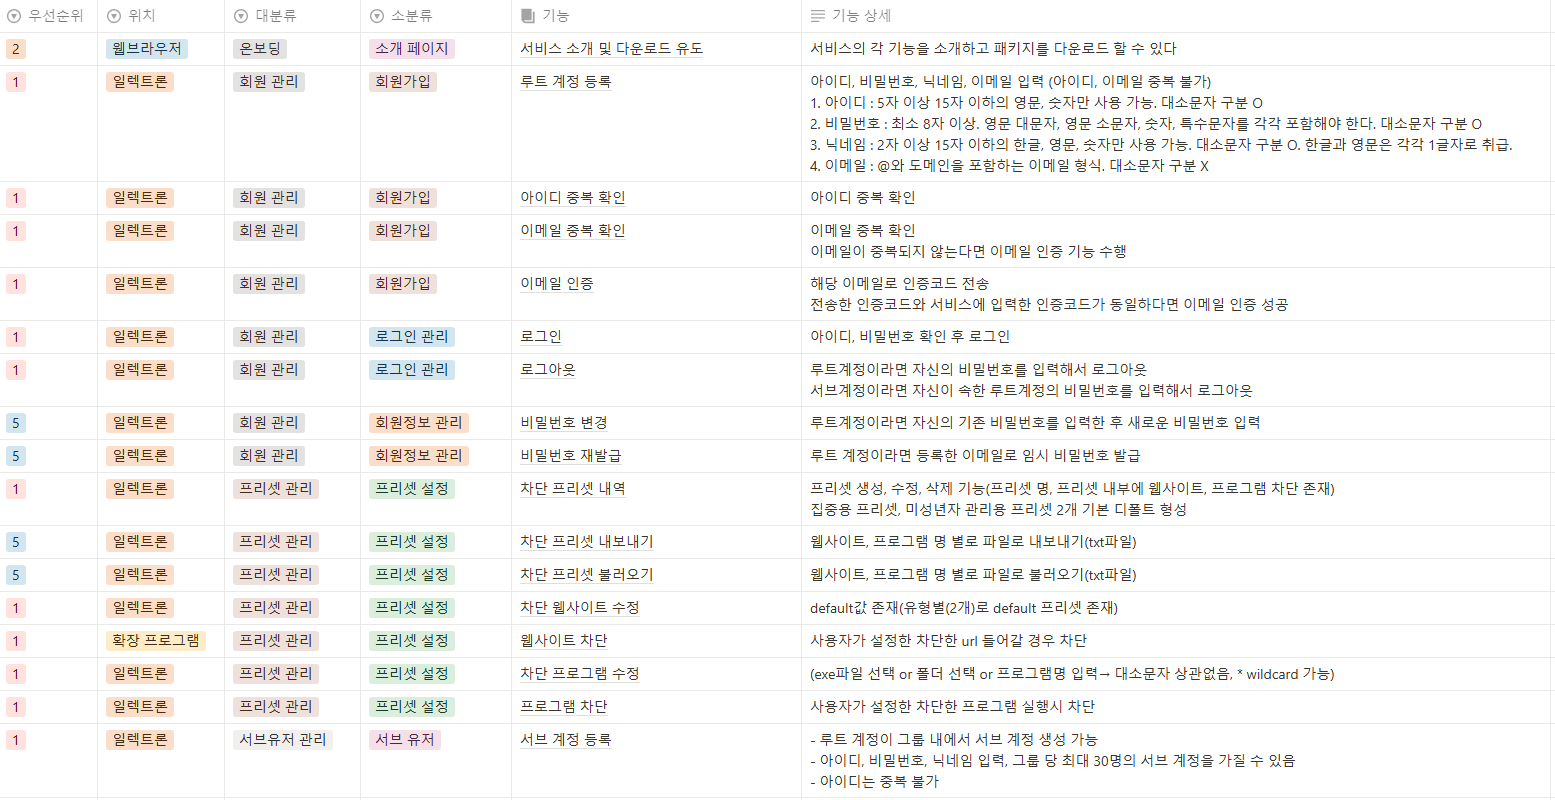 우선순위 위치 대분류 소분류 기능 기능 상세
2 웹브라우저 온보딩 소개 페이지 서비스 소개 및 다운로드 유도 서비스의 각 기능을 소개하고 패키지를 다운로드 할 수 있다
1 일렉트론 회원 관리 회원가입 루트 계정 등록 아이디, 비밀번호, 닉네임, 이메일 입력 (아이디, 이메일 중복 불가)
1. 아이디 : 5자 이상 15자 이하의 영문, 숫자만 사용 가능. 대소문자 구분 O
2. 비밀번호 : 최소 8자 이상. 영문 대문자, 영문 소문자, 숫자, 특수문자를 각각 포함해야 한다. 대소문자 구분 O
3. 닉네임 : 2자 이상 15자 이하의 한글, 영문, 숫자만 사용 가능. 대소문자 구분 O. 한글과 영문은 각각 1글자로 취급.
4. 이메일 : @와 도메인을 포함하는 이메일 형식. 대소문자 구분 X
1 일렉트론 회원 관리 회원가입 아이디 중복 확인 아이디 중복 확인
1 일렉트론 회원 관리 회원가입 이메일 중복 확인 이메일 중복 확인
이메일이 중복되지 않는다면 이메일 인증 기능 수행
1 일렉트론 회원 관리 회원가입 이메일 인증 해당 이메일로 인증코드 전송
전송한 인증코드와 서비스에 입력한 인증코드가 동일하다면 이메일 인증 성공
1 일렉트론 회원 관리 로그인 관리 로그인 아이디, 비밀번호 확인 후 로그인
1 일렉트론 회원 관리 로그인 관리 로그아웃 루트계정이라면 자신의 비밀번호를 입력해서 로그아웃
서브계정이라면 자신이 속한 루트계정의 비밀번호를 입력해서 로그아웃
5 일렉트론 회원 관리 회원정보 관리 비밀번호 변경 루트계정이라면 자신의 기존 비밀번호를 입력한 후 새로운 비밀번호 입력
5 일렉트론 회원 관리 회원정보 관리 비밀번호 재발급 루트 계정이라면 등록한 이메일로 임시 비밀번호 발급
1 일렉트론 프리셋 관리 프리셋 설정 차단 프리셋 내역 프리셋 생성, 수정, 삭제 기능(프리셋 명, 프리셋 내부에 웹사이트, 프로그램 차단 존재)
집중용 프리셋, 미성년자 관리용 프리셋 2개 기본 디폴트 형성
5 일렉트론 프리셋 관리 프리셋 설정 차단 프리셋 내보내기 웹사이트, 프로그램 명 별로 파일로 내보내기(txt파일)
5 일렉트론 프리셋 관리 프리셋 설정 차단 프리셋 불러오기 웹사이트, 프로그램 명 별로 파일로 불러오기(txt파일)
1 일렉트론 프리셋 관리 프리셋 설정 차단 웹사이트 수정 default값 존재(유형별(2개)로 default 프리셋 존재)
1 확장 프로그램 프리셋 관리 프리셋 설정 웹사이트 차단 사용자가 설정한 차단한 url 들어갈 경우 차단
1 일렉트론 프리셋 관리 프리셋 설정 차단 프로그램 수정 (exe파일 선택 or 폴더 선택 or 프로그램명 입력→ 대소문자 상관없음, * wildcard 가능)
1 일렉트론 프리셋 관리 프리셋 설정 프로그램 차단 사용자가 설정한 차단한 프로그램 실행시 차단
1 일렉트론 서브유저 관리 서브 유저 서브 계정 등록 - 루트 계정이 그룹 내에서 서브 계정 생성 가능
- 아이디, 비밀번호, 닉네임 입력, 그룹 당 최대 30명의 서브 계정을 가질 수 있음
- 아이디는 중복 불가